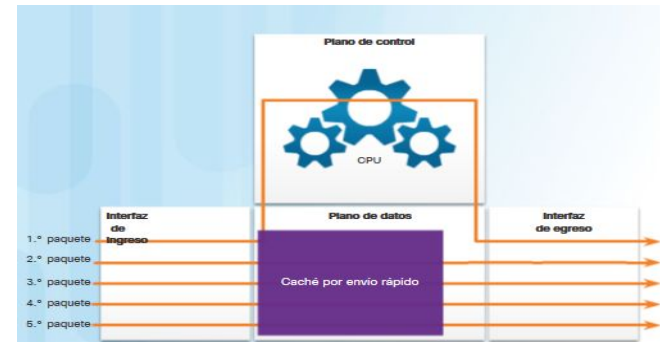 Plano de control
CPU
Interfaz
de
Ingreso
Plano de datos
Interfaz
de egreso
1.º paquete
2.º paquete
3.º paquete
Caché por envío rápido
4.º paquete
5.º paquete